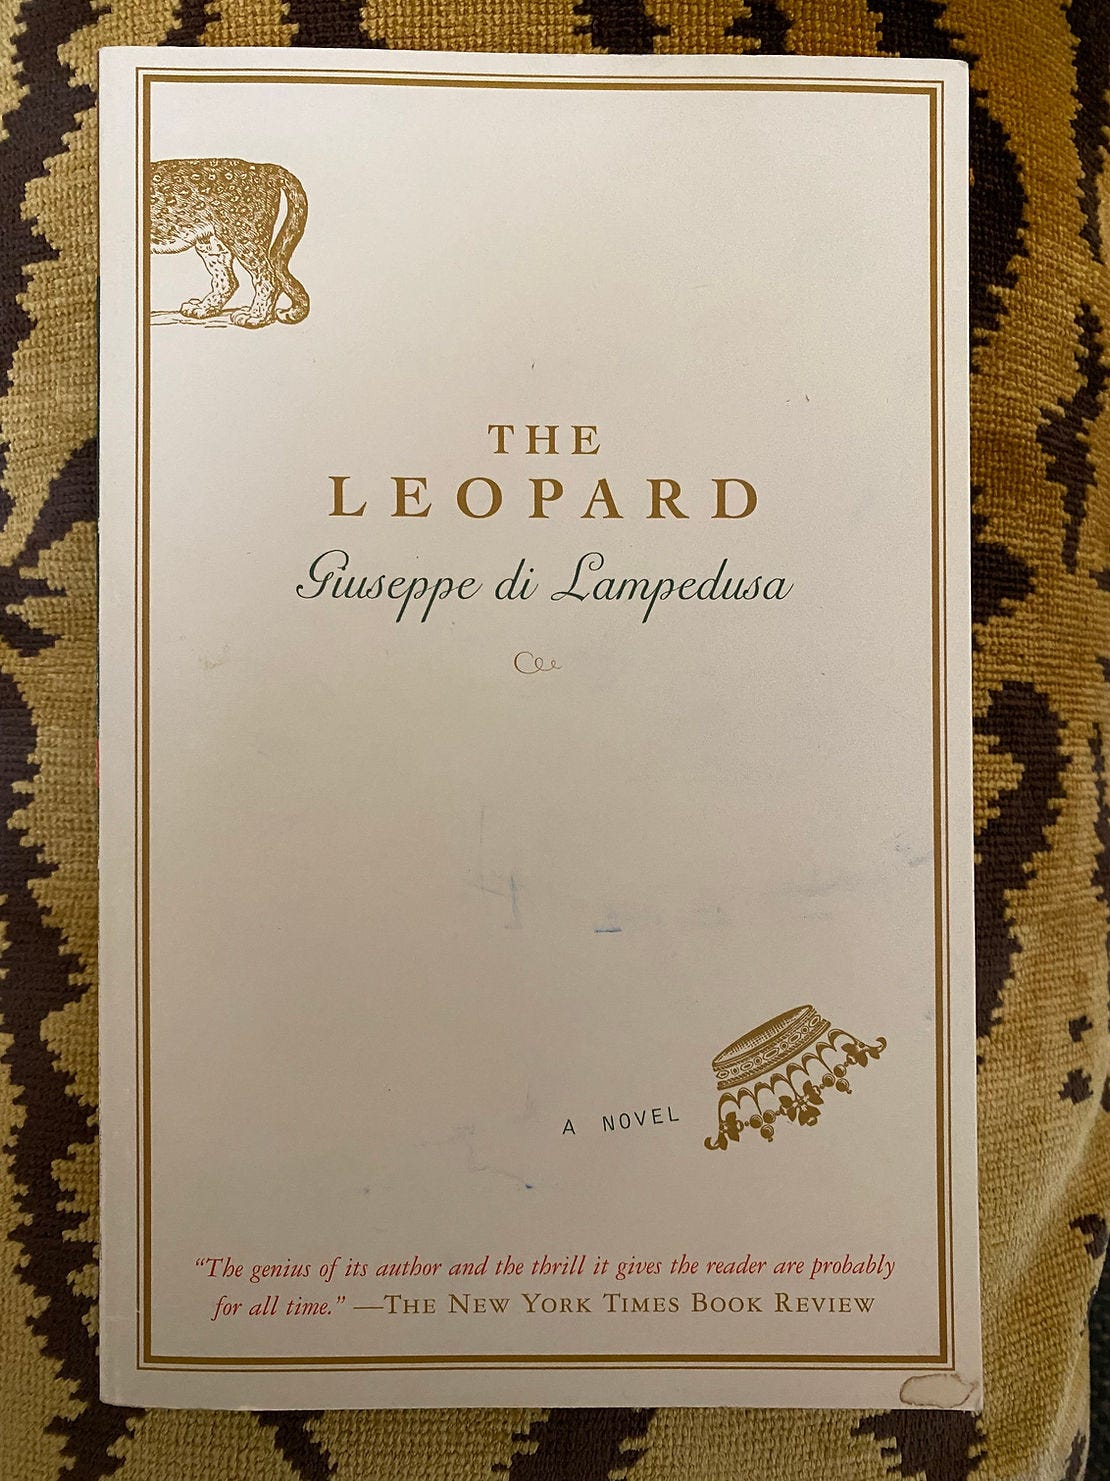 THE
LEOPARD
Giuseppe di Lampedusa
A NOVEL
“The genius of its author and the thrill it gives the reader are probably
for all time.” —THE NEW YORK TIMES BOOK REVIEW